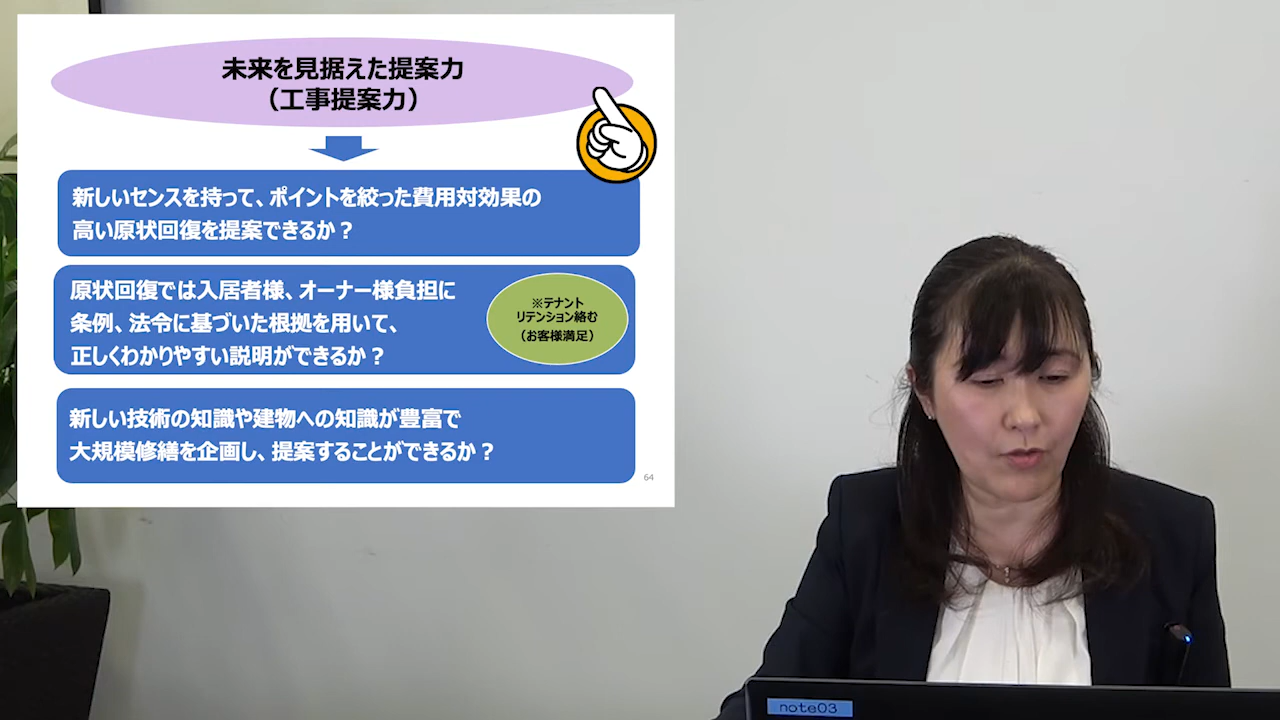 未来を見据えた提案力
（工事提案力）
新しいセンスを持って、ポイントを絞った費用対効果の
高い原状回復を提案できるか？
原状回復では入居者様、オーナー様負担に
条例、法令に基づいた根拠を用いて、
正しくわかりやすい説明ができるか？
※テナント
リテンション絡む
（お客様満足）
新しい技術の知識や建物への知識が豊富で
大規模修繕を企画し、提案することができるか？
64
note03